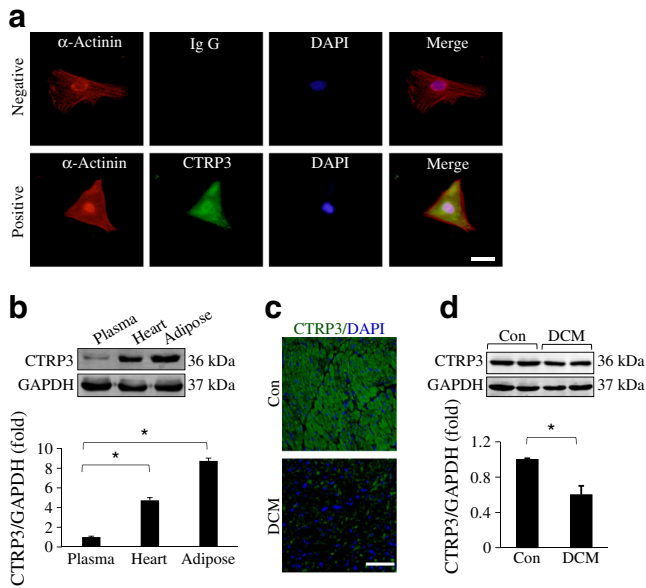 a
α-Actinin Ig G DAPI Merge
Negative
α-Actinin CTRP3 DAPI Merge
Positive
b
Plasma Heart Adipose
CTRP3 36 kDa
GAPDH 37 kDa
CTRP3/GAPDH (fold)
10
8
6
4
2
0
*
*
Plasma Heart Adipose
c
CTRP3/DAPI
Con
DCM
d
Con DCM
CTRP3 36 kDa
GAPDH 37 kDa
CTRP3/GAPDH (fold)
1.2
0.8
0.4
0
*
Con DCM